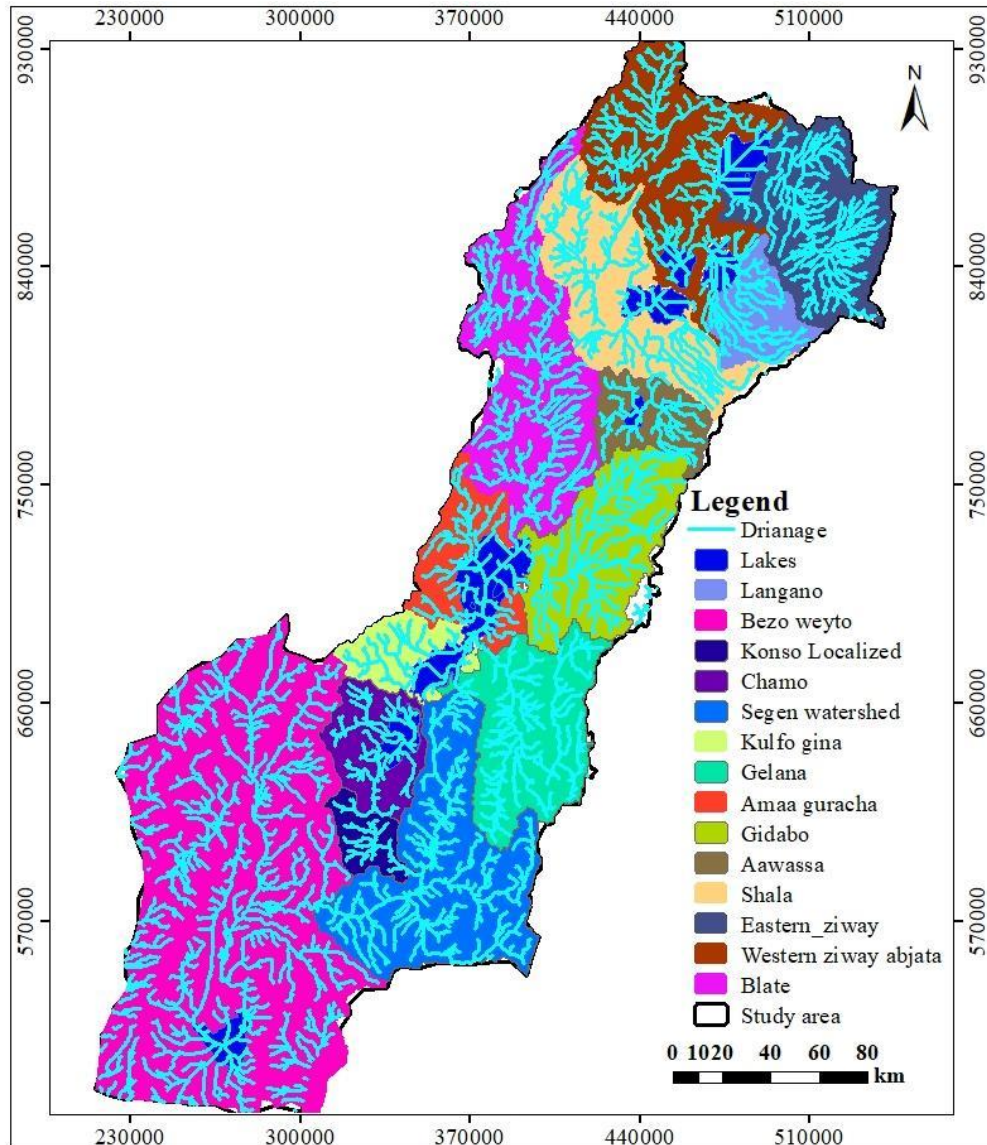 230000 300000 370000 440000 510000
930000 930000
N
840000 840000
750000 750000
Legend
Drianage
Lakes
Langano
Bezo weyto
Konso Localized
Chamo
Segen watershed
Kulfo gina
Gelana
Amaa guracha
Gidabo
Aawassa
Shala
Eastern_ziway
Western ziway abjata
Blate
Study area
660000 660000
570000 570000
0 10 20 40 60 80
km
230000 300000 370000 440000 510000